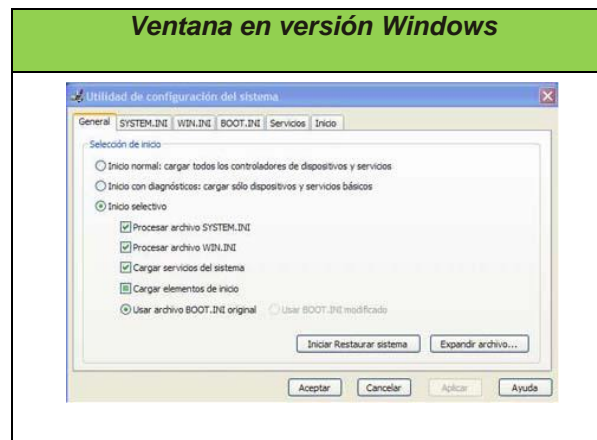 Ventana en versión Windows
Utilidad de configuración del sistema
General SYSTEM.INI WIN.INI BOOT.INI Servicios Inicio
Selección de inicio
Inicio normal: cargar todos los controladores de dispositivos y servicios
Inicio con diagnósticos: cargar sólo dispositivos y servicios básicos
Inicio selectivo
Procesar archivo SYSTEM.INI
Procesar archivo WIN.INI
Cargar servicios del sistema
Cargar elementos de inicio
Usar archivo BOOT.INI original Usar BOOT.INI modificado
Iniciar Restaurar sistema Expandir archivo...
Aceptar Cancelar Aplicar Ayuda